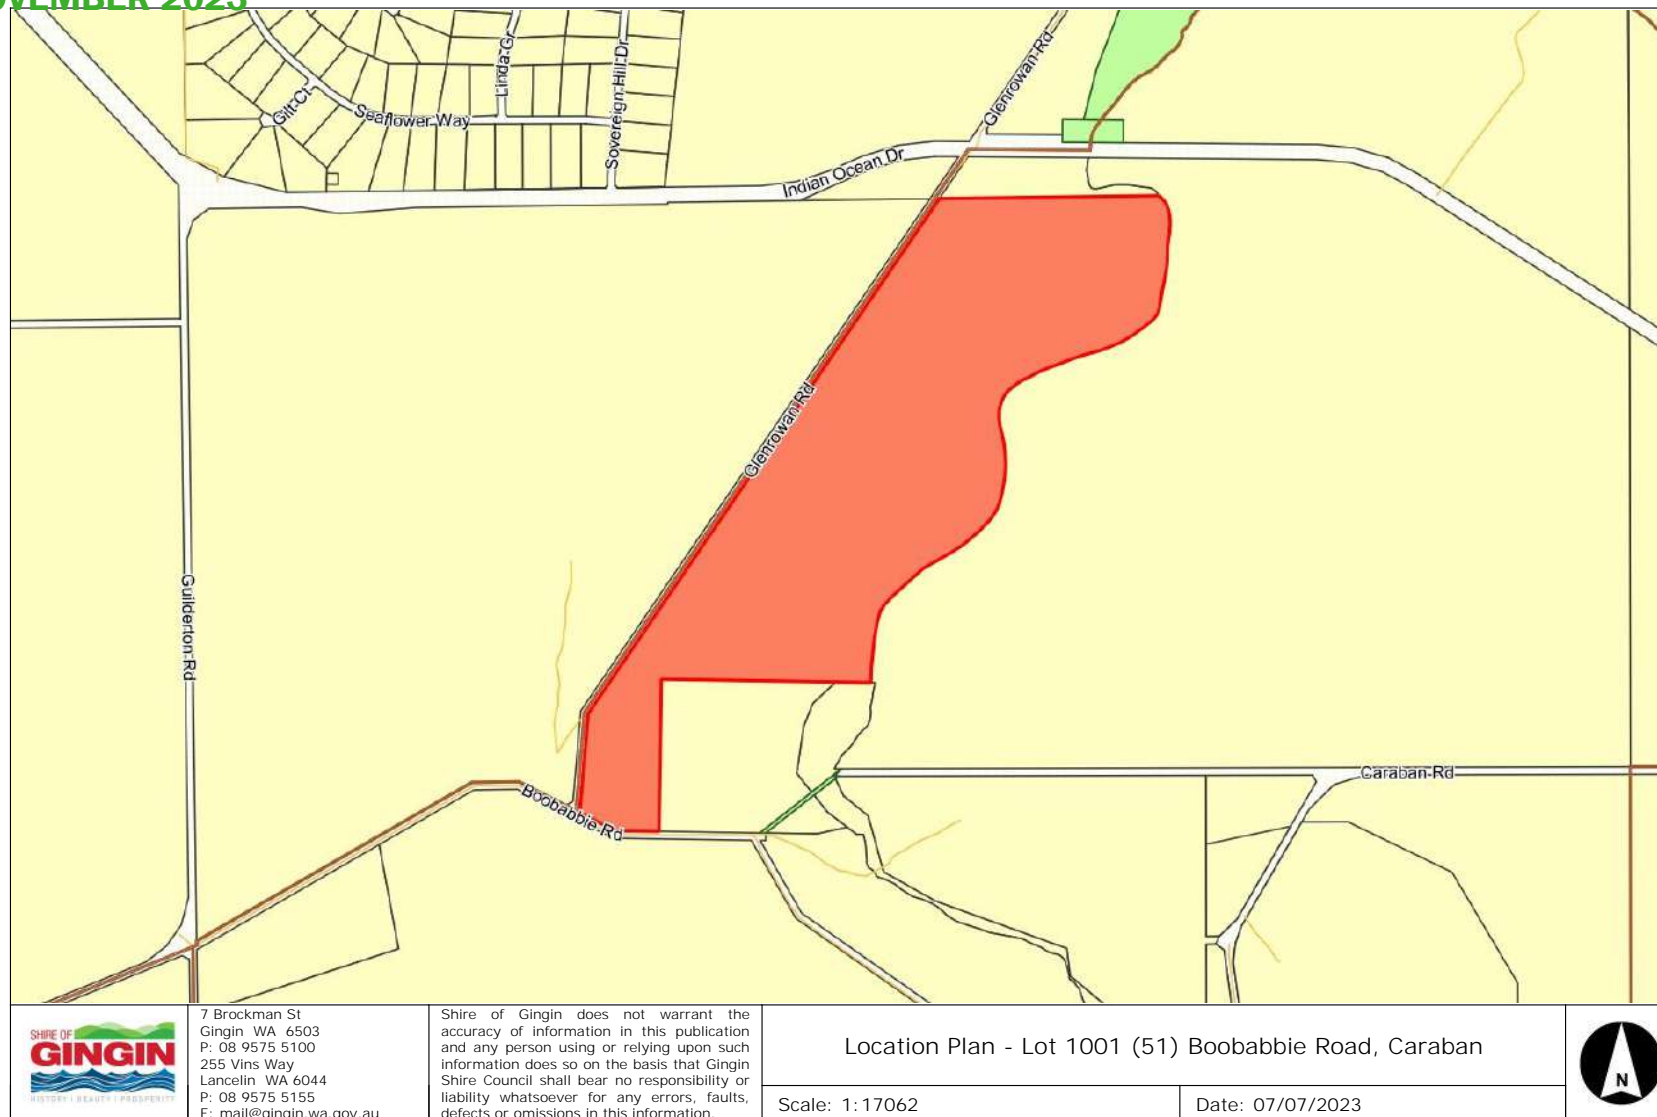 NOVEMBER 2023
Glenrowan Rd
Linda Gr
Sovereign Hill Dr
Gilt Ct
Seaflower Way
Indian Ocean Dr
Glenrowan Rd
Guilderton Rd
Boobabbie Rd
Caraban Rd
SHIRE OF
GINGIN
HISTORY | BEAUTY | PROSPERITY
7 Brockman St
Gingin WA 6503
P: 08 9575 5100
255 Vins Way
Lancelin WA 6044
P: 08 9575 5155
E: mail@gingin.wa.gov.au
Shire of Gingin does not warrant the
accuracy of information in this publication
and any person using or relying upon such
information does so on the basis that Gingin
Shire Council shall bear no responsibility or
liability whatsoever for any errors, faults,
defects or omissions in this information.
Location Plan - Lot 1001 (51) Boobabbie Road, Caraban
Scale: 1:17062
Date: 07/07/2023
N